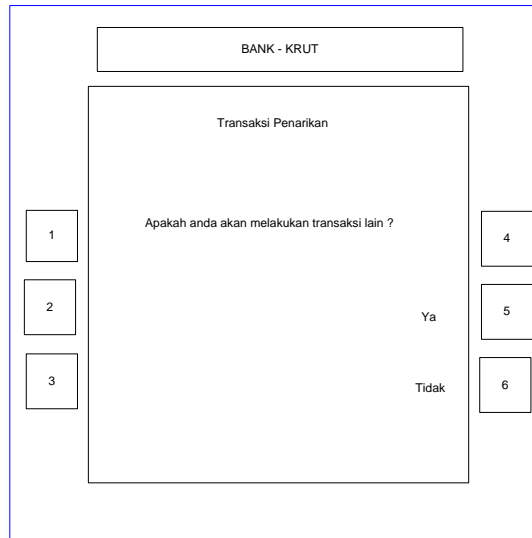 BANK - KRUT
Transaksi Penarikan
Apakah anda akan melakukan transaksi lain ?
1
4
2
Ya
5
3
Tidak
6